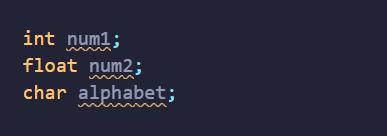 int num1;
float num2;
char alphabet;